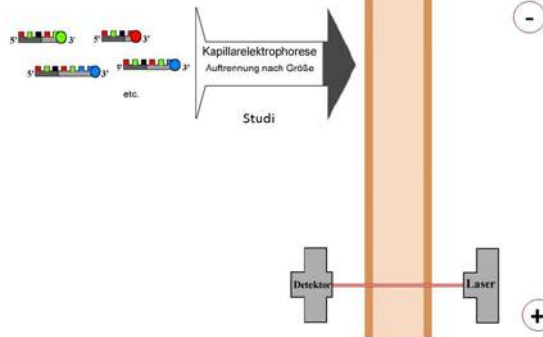 5' 3' 5' 3'
5' 3' 5' 3'
etc.
Kapillarelektrophorese
Auftrennung nach Größe
Studi
-
Detektor
Laser
+